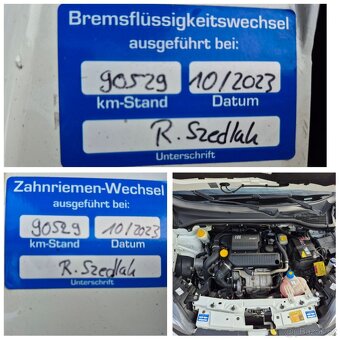 Bremsflüssigkeitswechsel
ausgeführt bei:
90529 10/2023
km-Stand Datum
R. Szedlak
Unterschrift
Zahnriemen-Wechsel
ausgeführt bei:
90529 10/2023
km-Stand Datum
R. Szedlak
Unterschrift